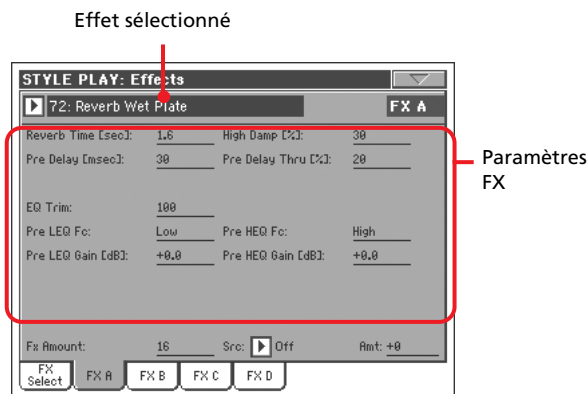 Effet sélectionné
STYLE PLAY: Effects
72: Reverb Wet Plate FX A
Reverb Time [sec]: 1.6 High Damp [%]: 30
Pre Delay [msec]: 30 Pre Delay Thru [%]: 20
Paramètres
FX
EQ Trim: 100
Pre LEQ Fc: Low Pre HEQ Fc: High
Pre LEQ Gain [dB]: +0.0 Pre HEQ Gain [dB]: +0.0
Fx Amount: 16 Src: Off Amt: +0
FX
Select FX A FX B FX C FX D